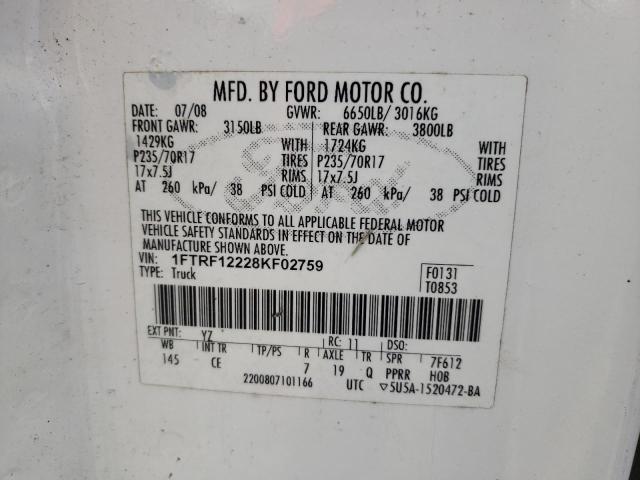 MFD. BY FORD MOTOR CO.
DATE: 07/08 GVWR: 6650LB/ 3016KG
FRONT GAWR: 3150LB REAR GAWR: 3800LB
1429KG WITH 1724KG WITH
P235/70R17 TIRES P235/70R17 TIRES
17x7.5J RIMS 17x7.5J RIMS
AT 260 kPa/ 38 PSI COLD AT 260 kPa/ 38 PSI COLD
THIS VEHICLE CONFORMS TO ALL APPLICABLE FEDERAL MOTOR
VEHICLE SAFETY STANDARDS IN EFFECT ON THE DATE OF
MANUFACTURE SHOWN ABOVE.
VIN: 1FTRF12228KF02759 F0131
TYPE: Truck T0853
EXT PNT: YZ RC: 11 DSO:
WB INT TR TP/PS R AXLE TR SPR 7F612
145 CE 7 19 Q PPRR HOB
2200807101166 UTC ▽5U5A-1520472-BA